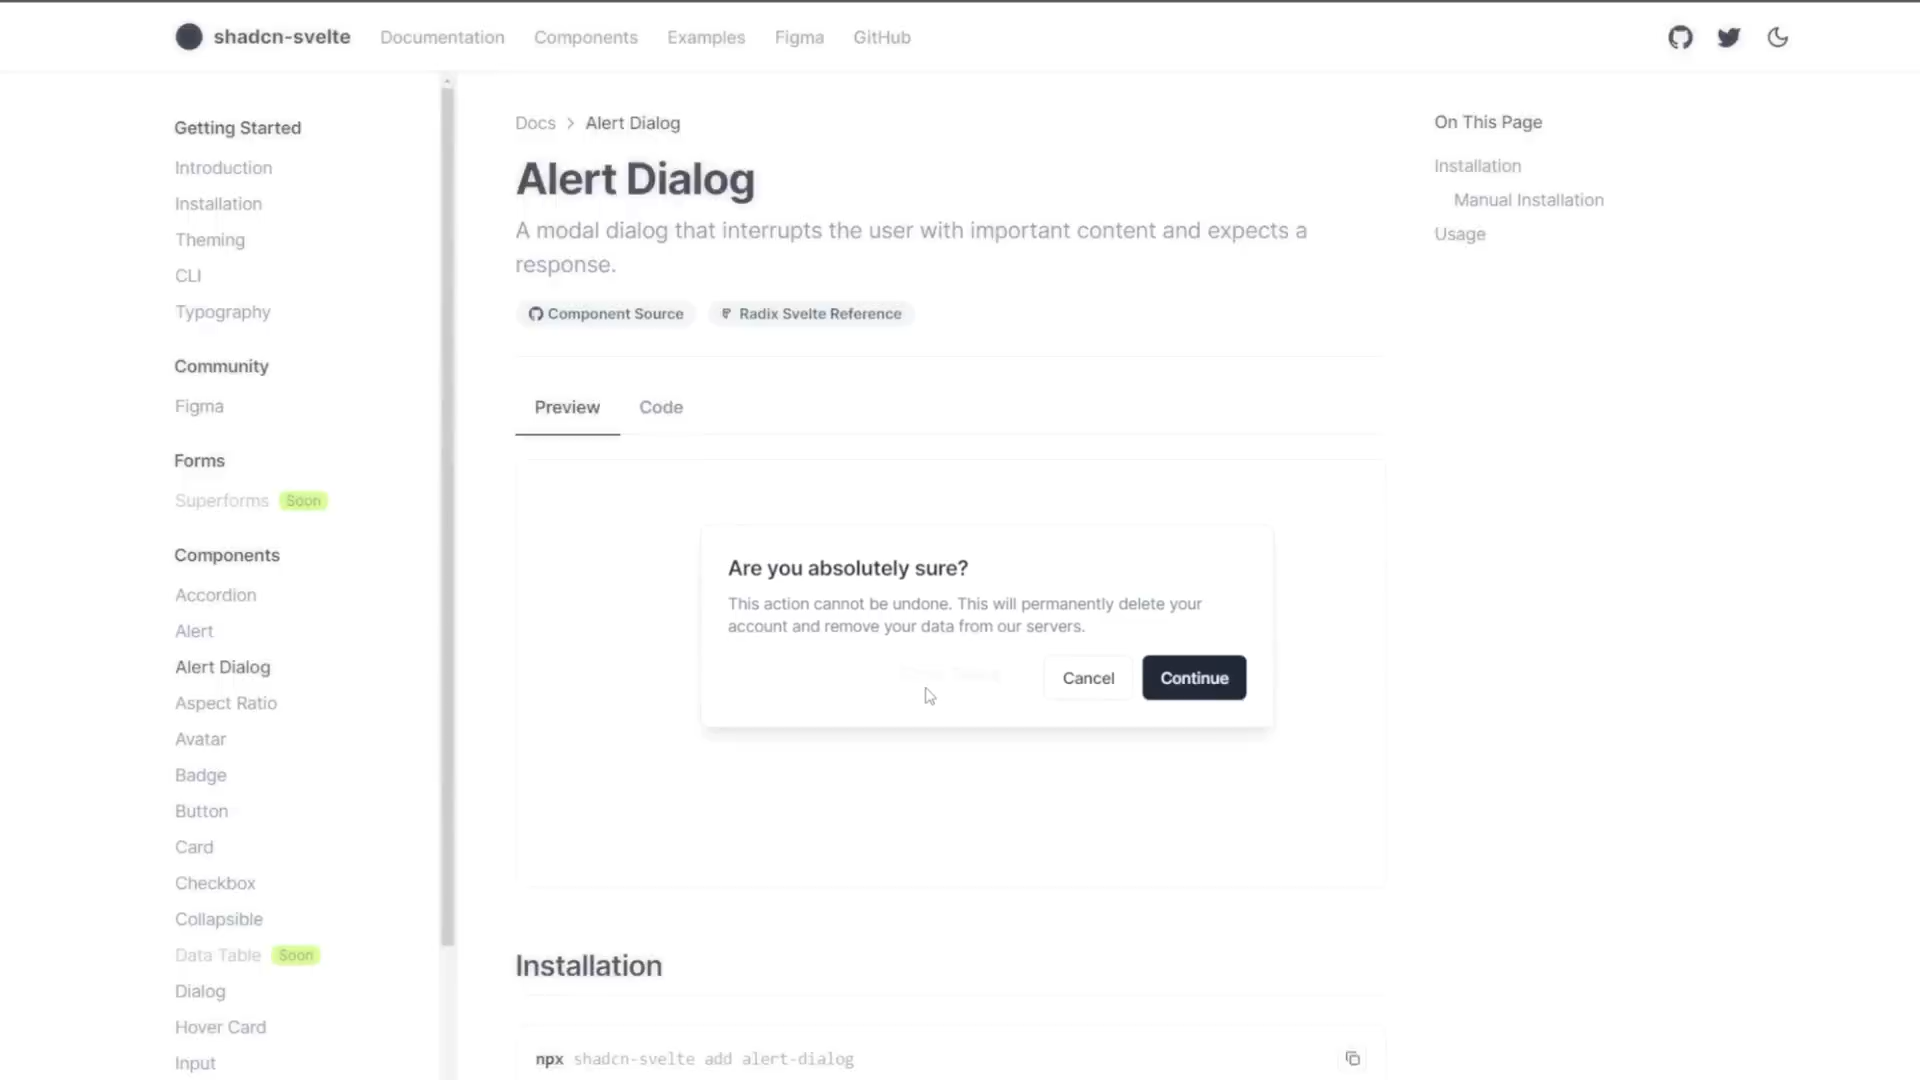 shadcn-svelte Documentation Components Examples Figma GitHub
Getting Started
Introduction
Installation
Theming
CLI
Typography
Community
Figma
Forms
Superforms Soon
Components
Accordion
Alert
Alert Dialog
Aspect Ratio
Avatar
Badge
Button
Card
Checkbox
Collapsible
Data Table Soon
Dialog
Hover Card
Input
Docs > Alert Dialog
Alert Dialog
A modal dialog that interrupts the user with important content and expects a
response.
Component Source Radix Svelte Reference
Preview Code
Are you absolutely sure?
This action cannot be undone. This will permanently delete your
account and remove your data from our servers.
Cancel Continue
Installation
npx shadcn-svelte add alert-dialog
On This Page
Installation
Manual Installation
Usage